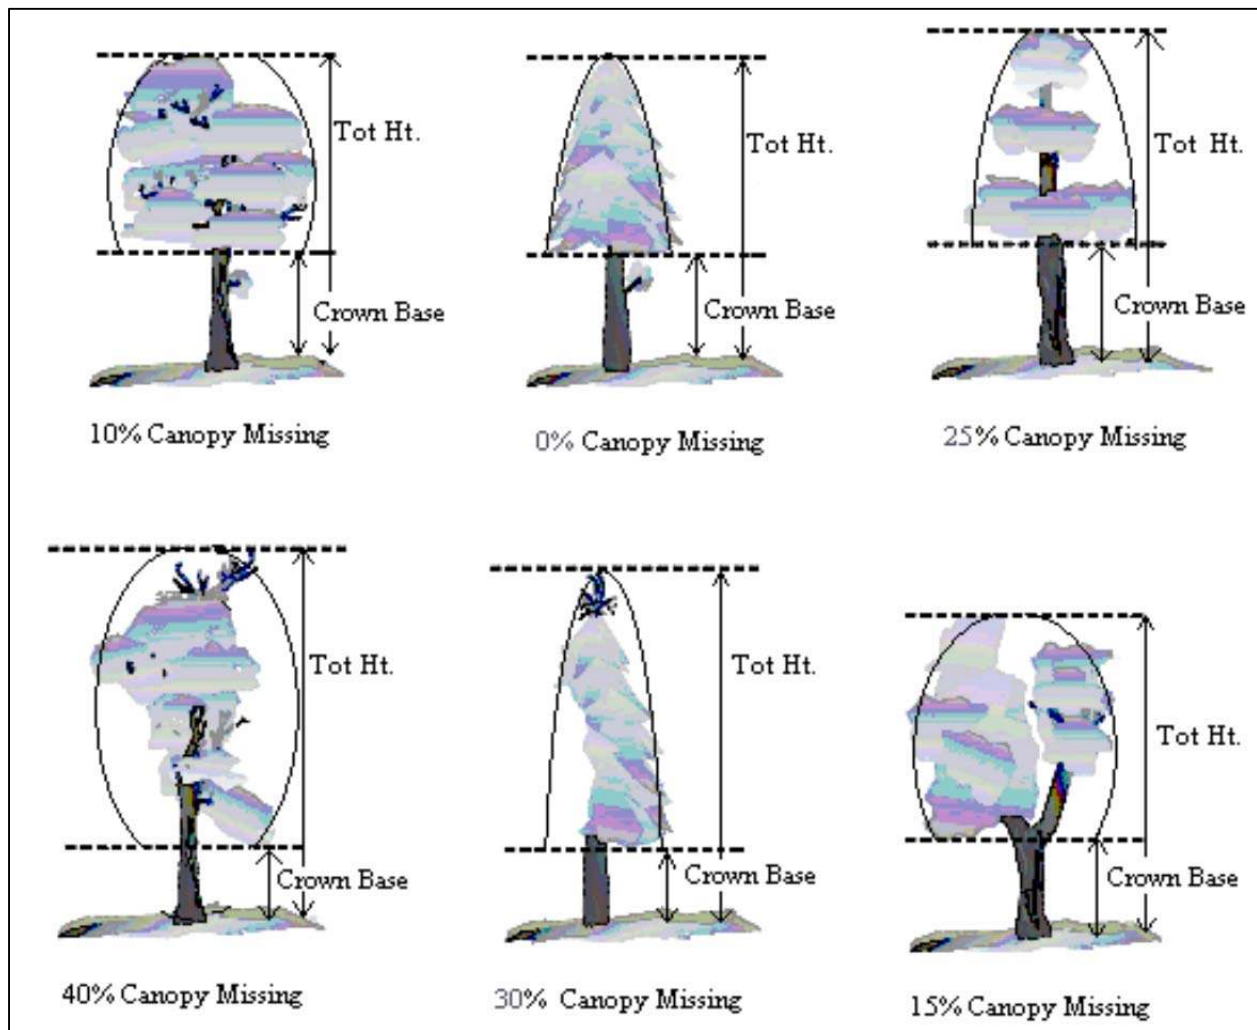 Tot Ht.
Crown Base
10% Canopy Missing
Tot Ht.
Crown Base
0% Canopy Missing
Tot Ht.
Crown Base
25% Canopy Missing
Tot Ht.
Crown Base
40% Canopy Missing
Tot Ht.
Crown Base
30% Canopy Missing
Tot Ht.
Crown Base
15% Canopy Missing